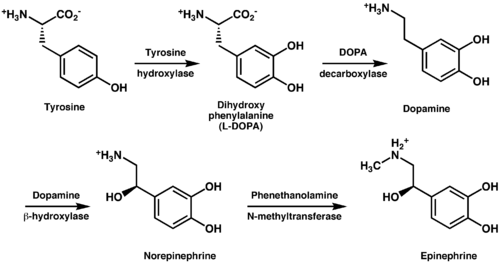 +H3N CO2-
OH
Tyrosine
Tyrosine
hydroxylase
+H3N CO2-
OH
OH
Dihydroxy
phenylalanine
(L-DOPA)
DOPA
decarboxylase
+H3N
OH
OH
Dopamine
Dopamine
β-hydroxylase
+H3N
HO
OH
OH
Norepinephrine
Phenethanolamine
N-methyltransferase
H2+
H3C N
HO
OH
OH
Epinephrine